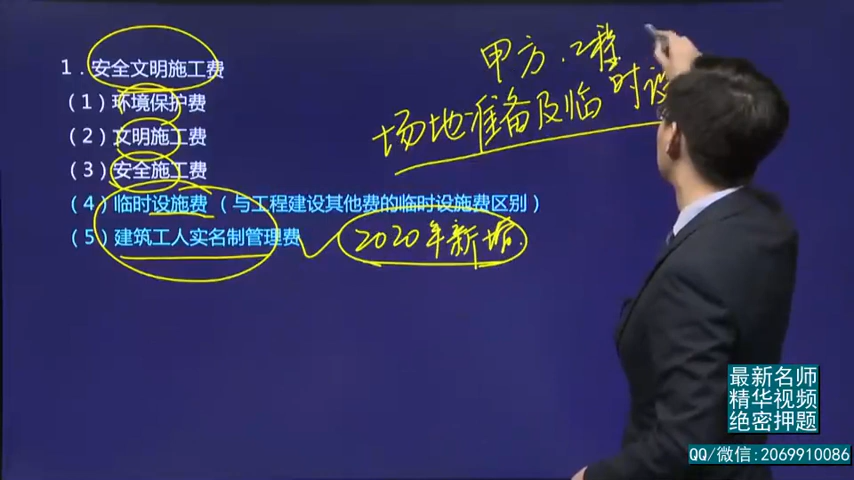 1.安全文明施工费
（1）环境保护费
（2）文明施工费
（3）安全施工费
（4）临时设施费（与工程建设其他费的临时设施费区别）
（5）建筑工人实名制管理费
2020年新增.
甲方.工程
场地准备及临时设
最新名师
精华视频
绝密押题
QQ/微信:2069910086